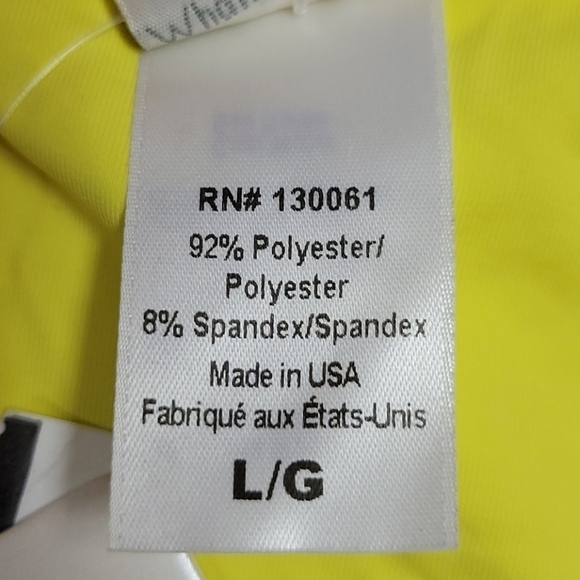 RN# 130061
92% Polyester/
Polyester
8% Spandex/Spandex
Made in USA
Fabriqué aux États-Unis
L/G